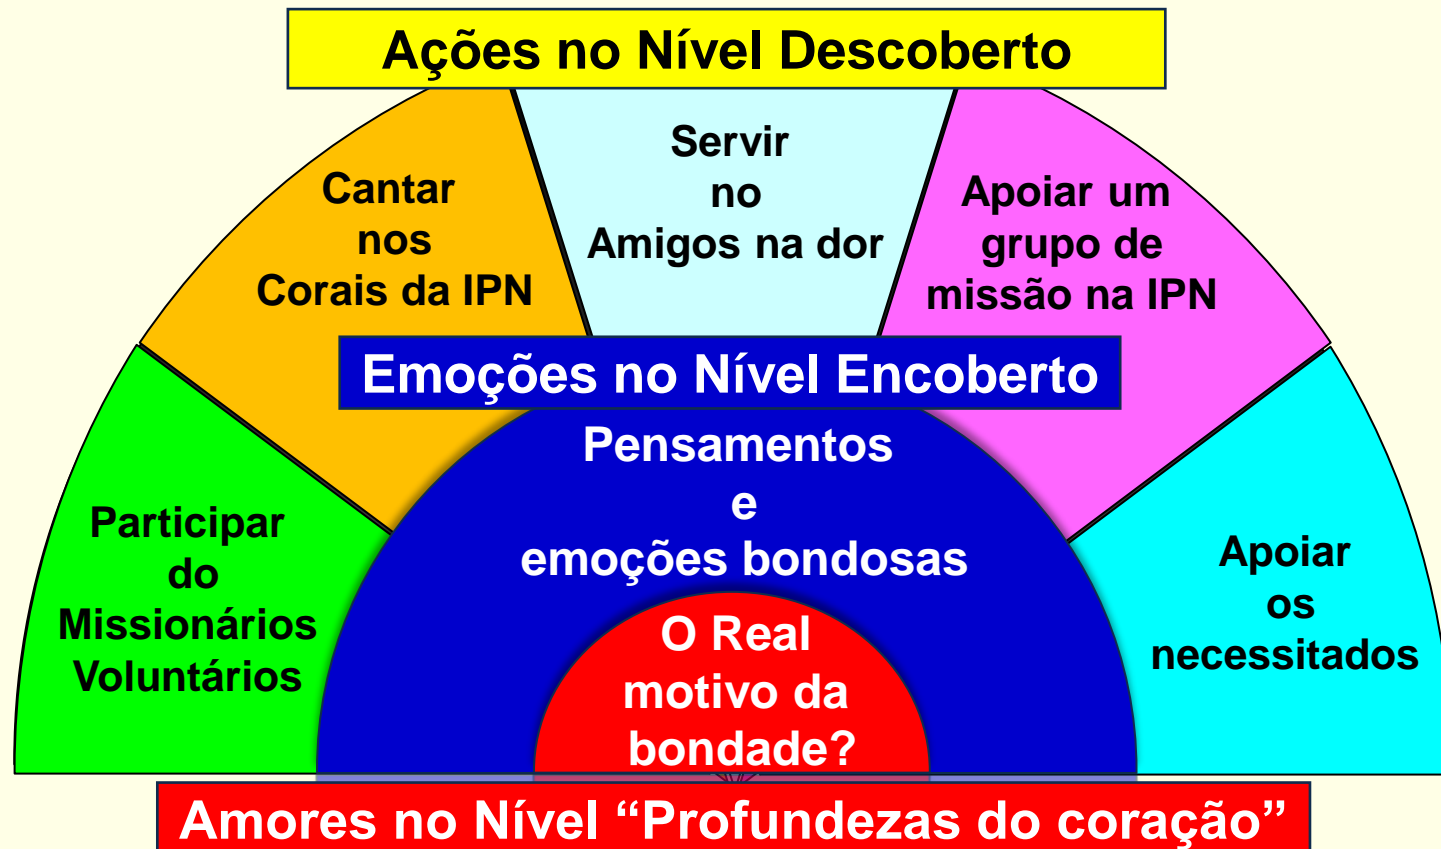 Ações no Nível Descoberto
Cantar
nos
Corais da IPN
Servir
no
Amigos na dor
Apoiar um
grupo de
missão na IPN
Emoções no Nível Encoberto
Participar
do
Missionários
Voluntários
Pensamentos
e
emoções bondosas
Apoiar
os
necessitados
O Real
motivo da
bondade?
Amores no Nível “Profundezas do coração”